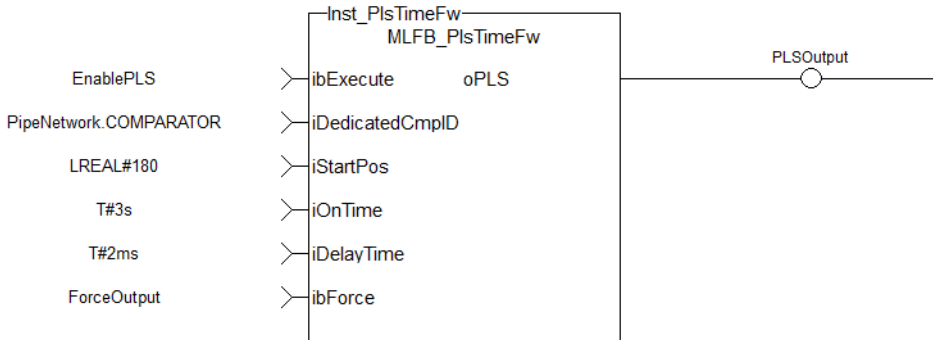 Inst_PlsTimeFw
MLFB_PlsTimeFw
PLSOutput
EnablePLS ibExecute oPLS
PipeNetwork.COMPARATOR iDedicatedCmpID
LREAL#180 iStartPos
T#3s iOnTime
T#2ms iDelayTime
ForceOutput ibForce